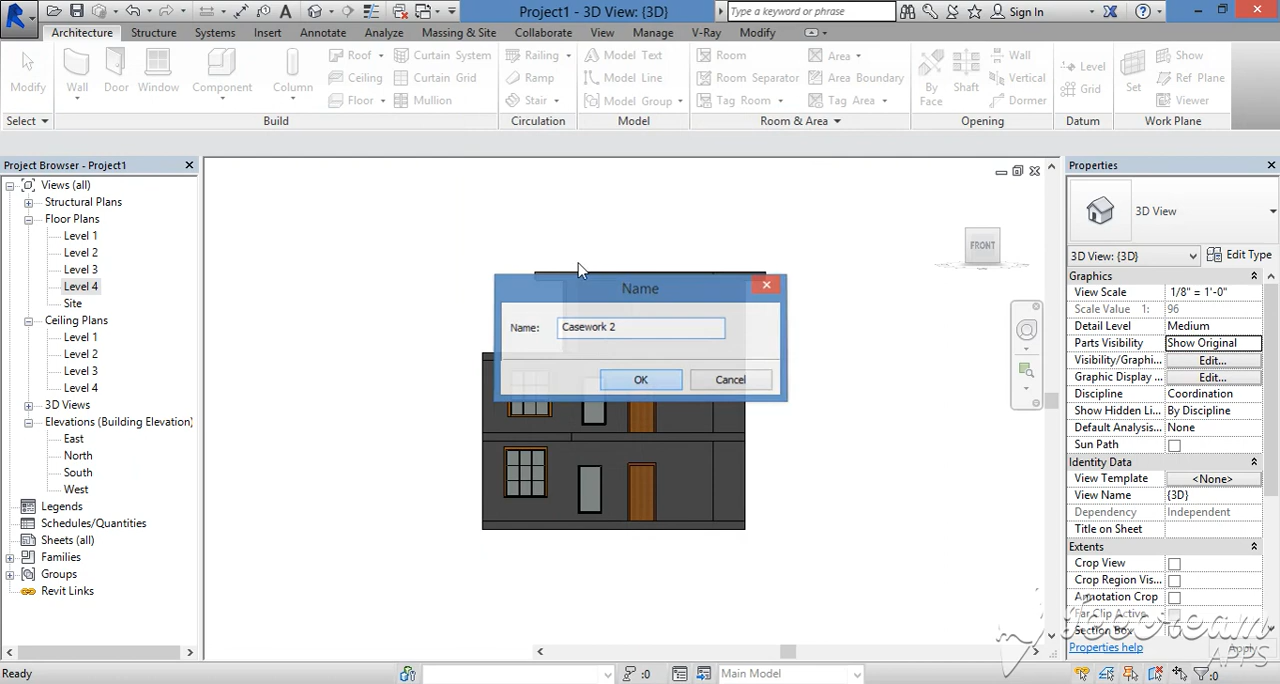 Project1 - 3D View: {3D}
Type a keyword or phrase
Sign In
Architecture
Structure
Systems
Insert
Annotate
Analyze
Massing & Site
Collaborate
View
Manage
V-Ray
Modify
Modify
Wall
Door
Window
Component
Column
Roof
Ceiling
Floor
Curtain System
Curtain Grid
Mullion
Railing
Ramp
Stair
Model Text
Model Line
Model Group
Room
Room Separator
Tag Room
Area
Area Boundary
Tag Area
By
Face
Shaft
Wall
Vertical
Dormer
Level
Grid
Set
Show
Ref Plane
Viewer
Select
Build
Circulation
Model
Room & Area
Opening
Datum
Work Plane
Project Browser - Project1
Views (all)
Structural Plans
Floor Plans
Level 1
Level 2
Level 3
Level 4
Site
Ceiling Plans
Level 1
Level 2
Level 3
Level 4
3D Views
Elevations (Building Elevation)
East
North
South
West
Legends
Schedules/Quantities
Sheets (all)
Families
Groups
Revit Links
FRONT
Name
Name:
Casework 2
OK
Cancel
Properties
3D View
3D View: {3D}
Edit Type
Graphics
View Scale 1/8" = 1'-0"
Scale Value 1: 96
Detail Level Medium
Parts Visibility Show Original
Visibility/Graphi... Edit...
Graphic Display ... Edit...
Discipline Coordination
Show Hidden Li... By Discipline
Default Analysis... None
Sun Path
Identity Data
View Template <None>
View Name {3D}
Dependency Independent
Title on Sheet
Extents
Crop View
Crop Region Vis...
Annotation Crop
Far Clip Active
Section Box
Properties help
Apply
Icecream
APPS
Ready
:0
Main Model
:0